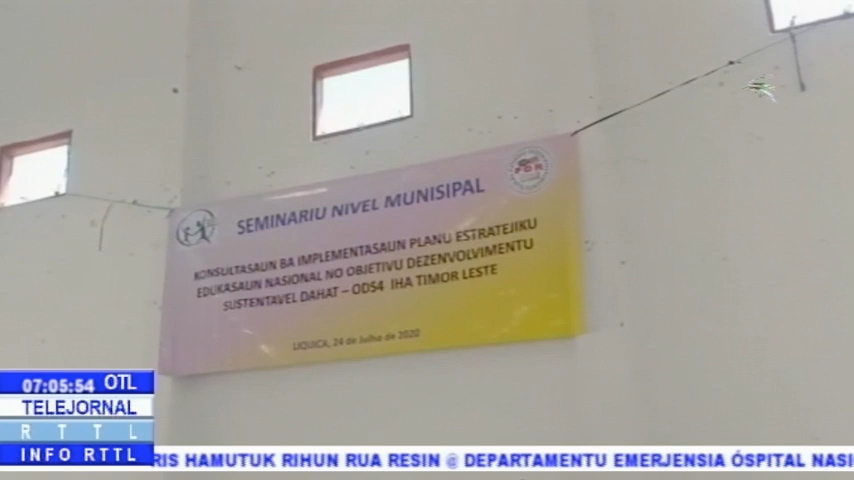 SEMINARIU NIVEL MUNISIPAL
KONSULTASAUN BA IMPLEMENTASAUN PLANU ESTRATEJIKU
EDUKASAUN NASIONAL NO OBJETIVU DEZENVOLVIMENTU
SUSTENTAVEL DAHAT – ODS4 IHA TIMOR LESTE
LIQUICA, 24 de Julho de 2020
07:05:54 OTL
TELEJORNAL
RTTL
INFO RTTL
RIS HAMUTUK RIHUN RUA RESIN @ DEPARTAMENTU EMERJENSIA ÓSPITAL NASI